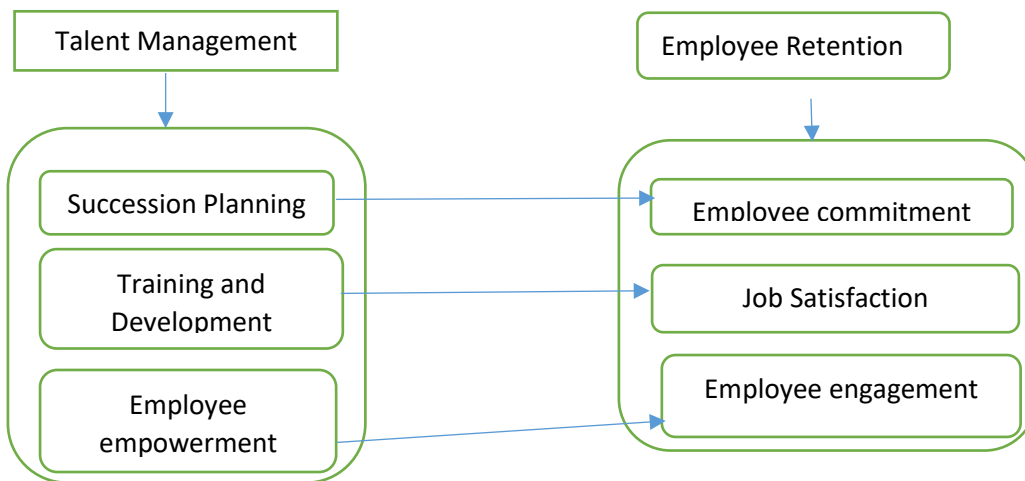 Talent Management
Employee Retention
Succession Planning
Employee commitment
Training and
Development
Job Satisfaction
Employee engagement
Employee
empowerment